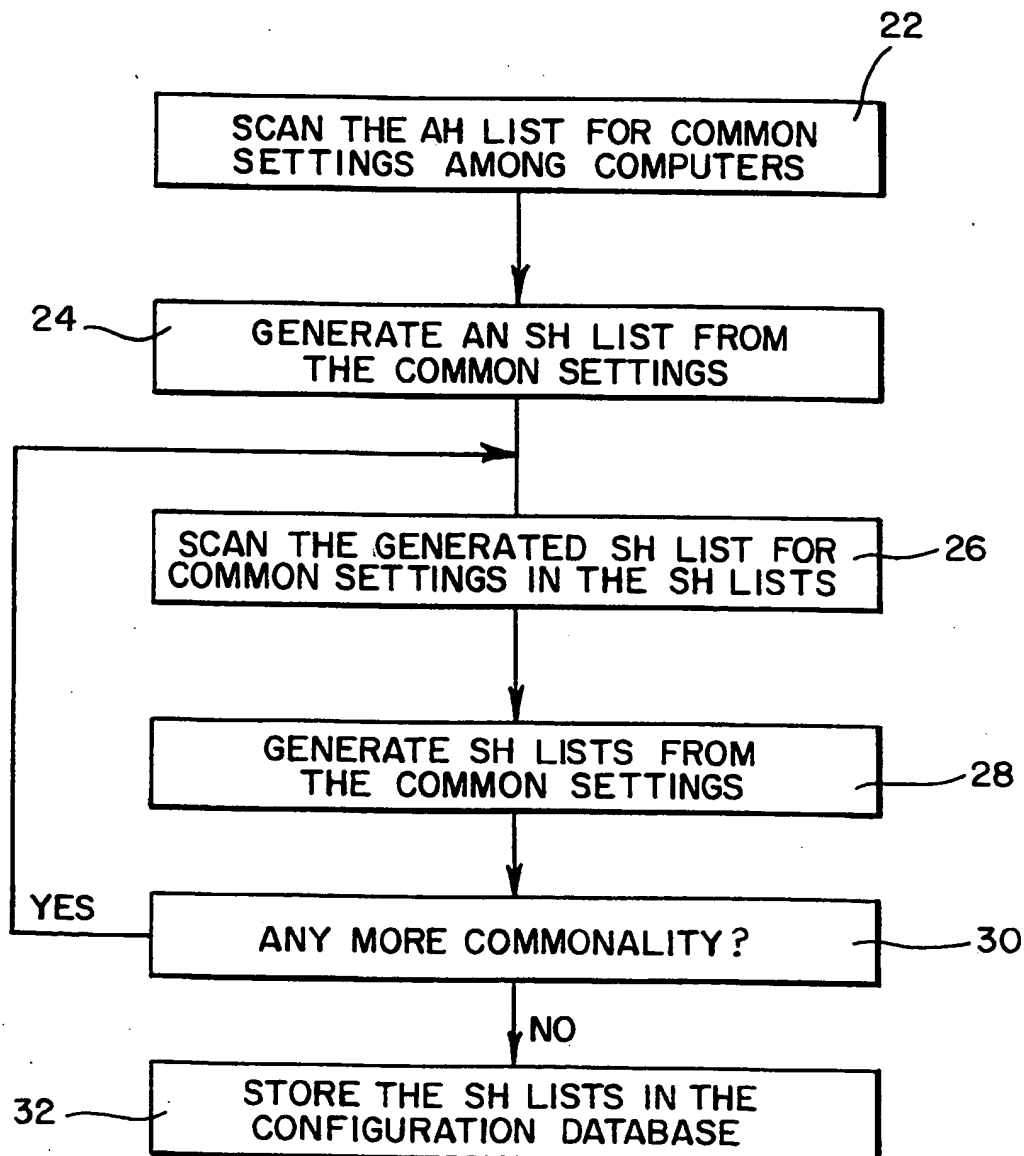 22
SCAN THE AH LIST FOR COMMON
SETTINGS AMONG COMPUTERS
24
GENERATE AN SH LIST FROM
THE COMMON SETTINGS
SCAN THE GENERATED SH LIST FOR
COMMON SETTINGS IN THE SH LISTS
26
GENERATE SH LISTS FROM
THE COMMON SETTINGS
28
YES
ANY MORE COMMONALITY?
30
NO
32
STORE THE SH LISTS IN THE
CONFIGURATION DATABASE